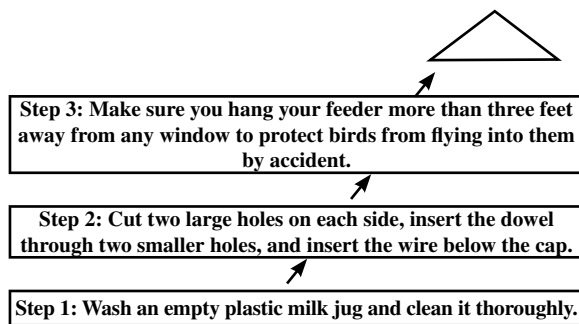 Step 3: Make sure you hang your feeder more than three feet
away from any window to protect birds from flying into them
by accident.
Step 2: Cut two large holes on each side, insert the dowel
through two smaller holes, and insert the wire below the cap.
Step 1: Wash an empty plastic milk jug and clean it thoroughly.